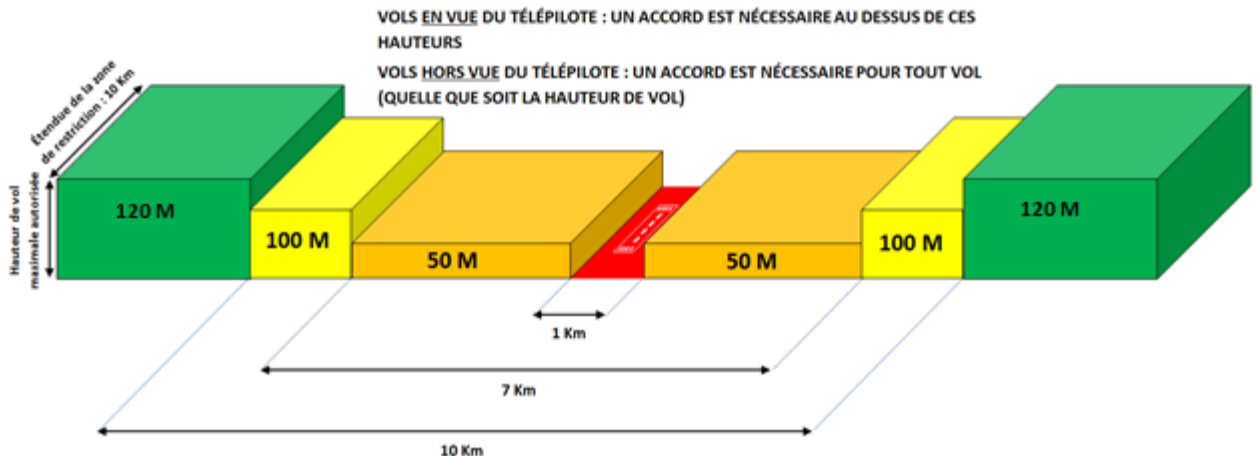 VOLS EN VUE DU TÉLÉPILOTE : UN ACCORD EST NÉCESSAIRE AU DESSUS DE CES
HAUTEURS
VOLS HORS VUE DU TÉLÉPILOTE : UN ACCORD EST NÉCESSAIRE POUR TOUT VOL
(QUELLE QUE SOIT LA HAUTEUR DE VOL)
Étendue de la zone
de restriction : 10 Km
Hauteur de vol
maximale autorisée
120 M
100 M
50 M
50 M
100 M
120 M
1 Km
7 Km
10 Km